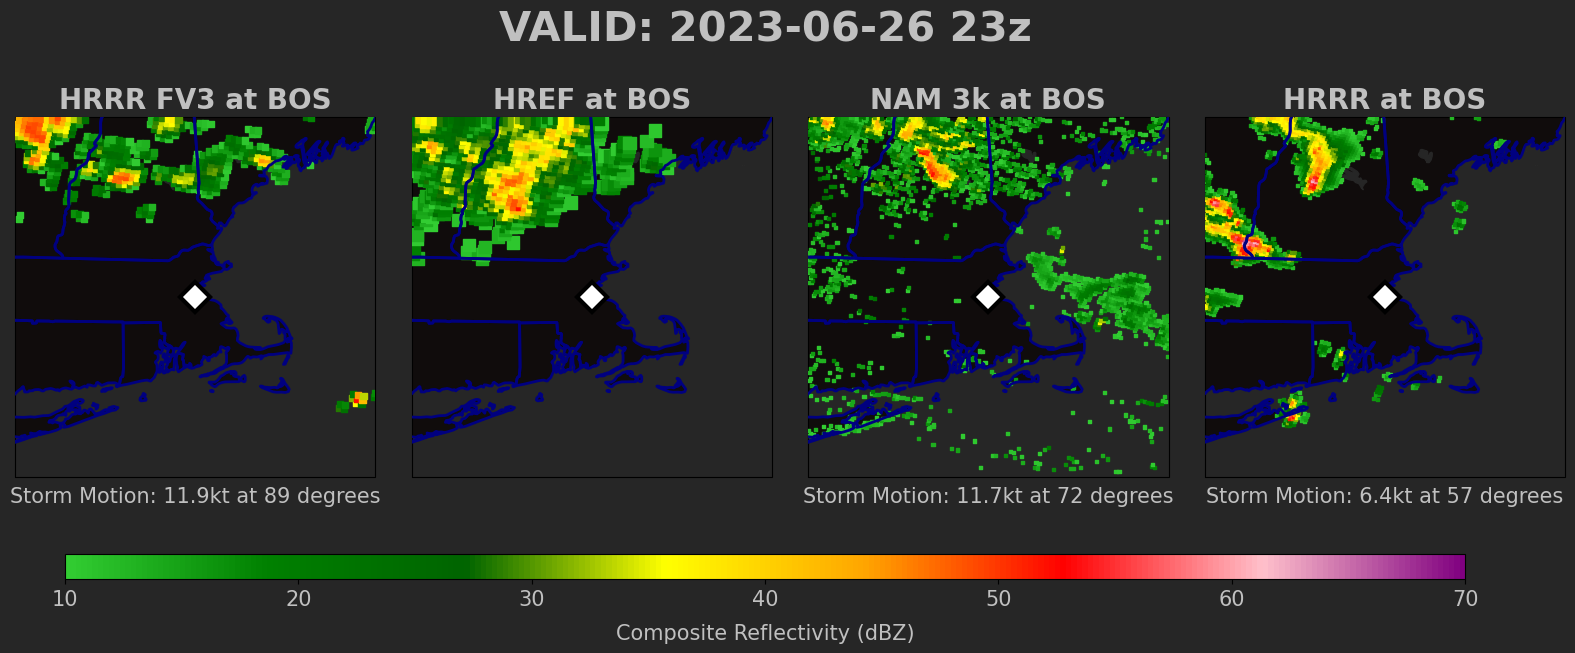 VALID: 2023-06-26 23z
HRRR FV3 at BOS
HREF at BOS
NAM 3k at BOS
HRRR at BOS
Storm Motion: 11.9kt at 89 degrees
Storm Motion: 11.7kt at 72 degrees
Storm Motion: 6.4kt at 57 degrees
10 20 30 40 50 60 70
Composite Reflectivity (dBZ)